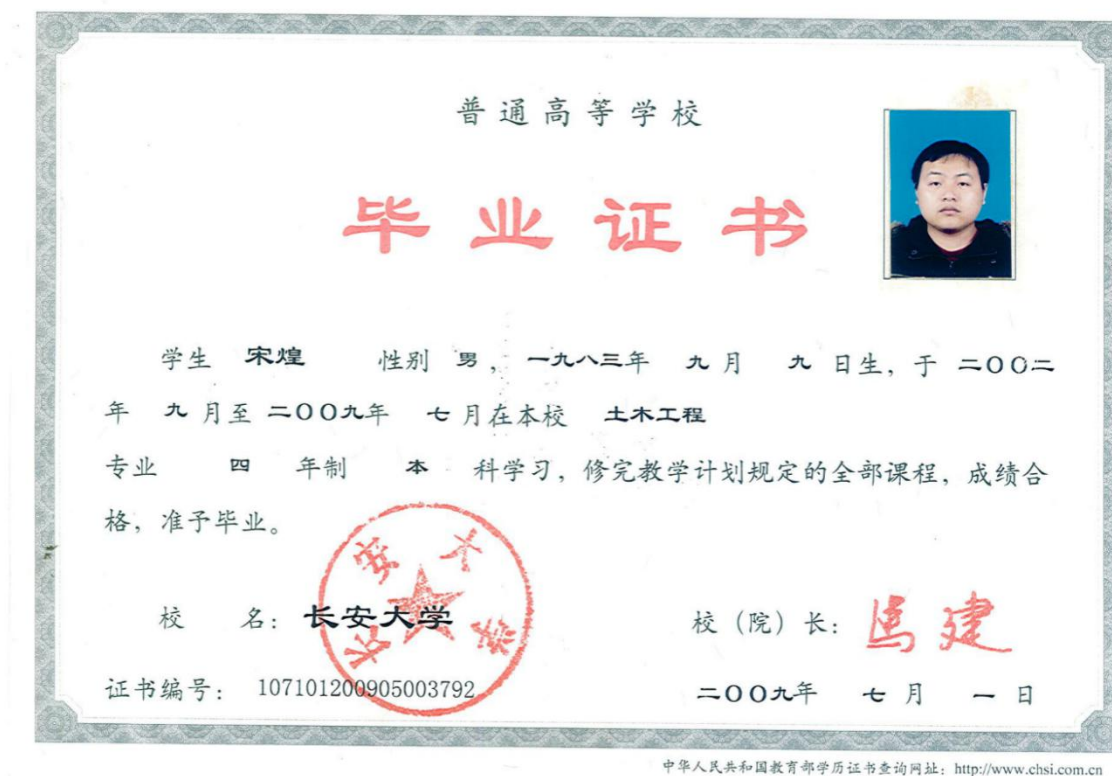 普通高等学校
毕业证书
学生 宋煌 性别 男，一九八三年 九月 九日生，于二〇〇二
年 九月至二〇〇九年 七月在本校 土木工程
专业 四 年制 本 科学习，修完教学计划规定的全部课程，成绩合
格，准予毕业。
长安大学
校 名：长安大学 校（院）长：马建
证书编号：107101200905003792 二〇〇九年 七月 一日
中华人民共和国教育部学历证书查询网址：http://www.chsi.com.cn